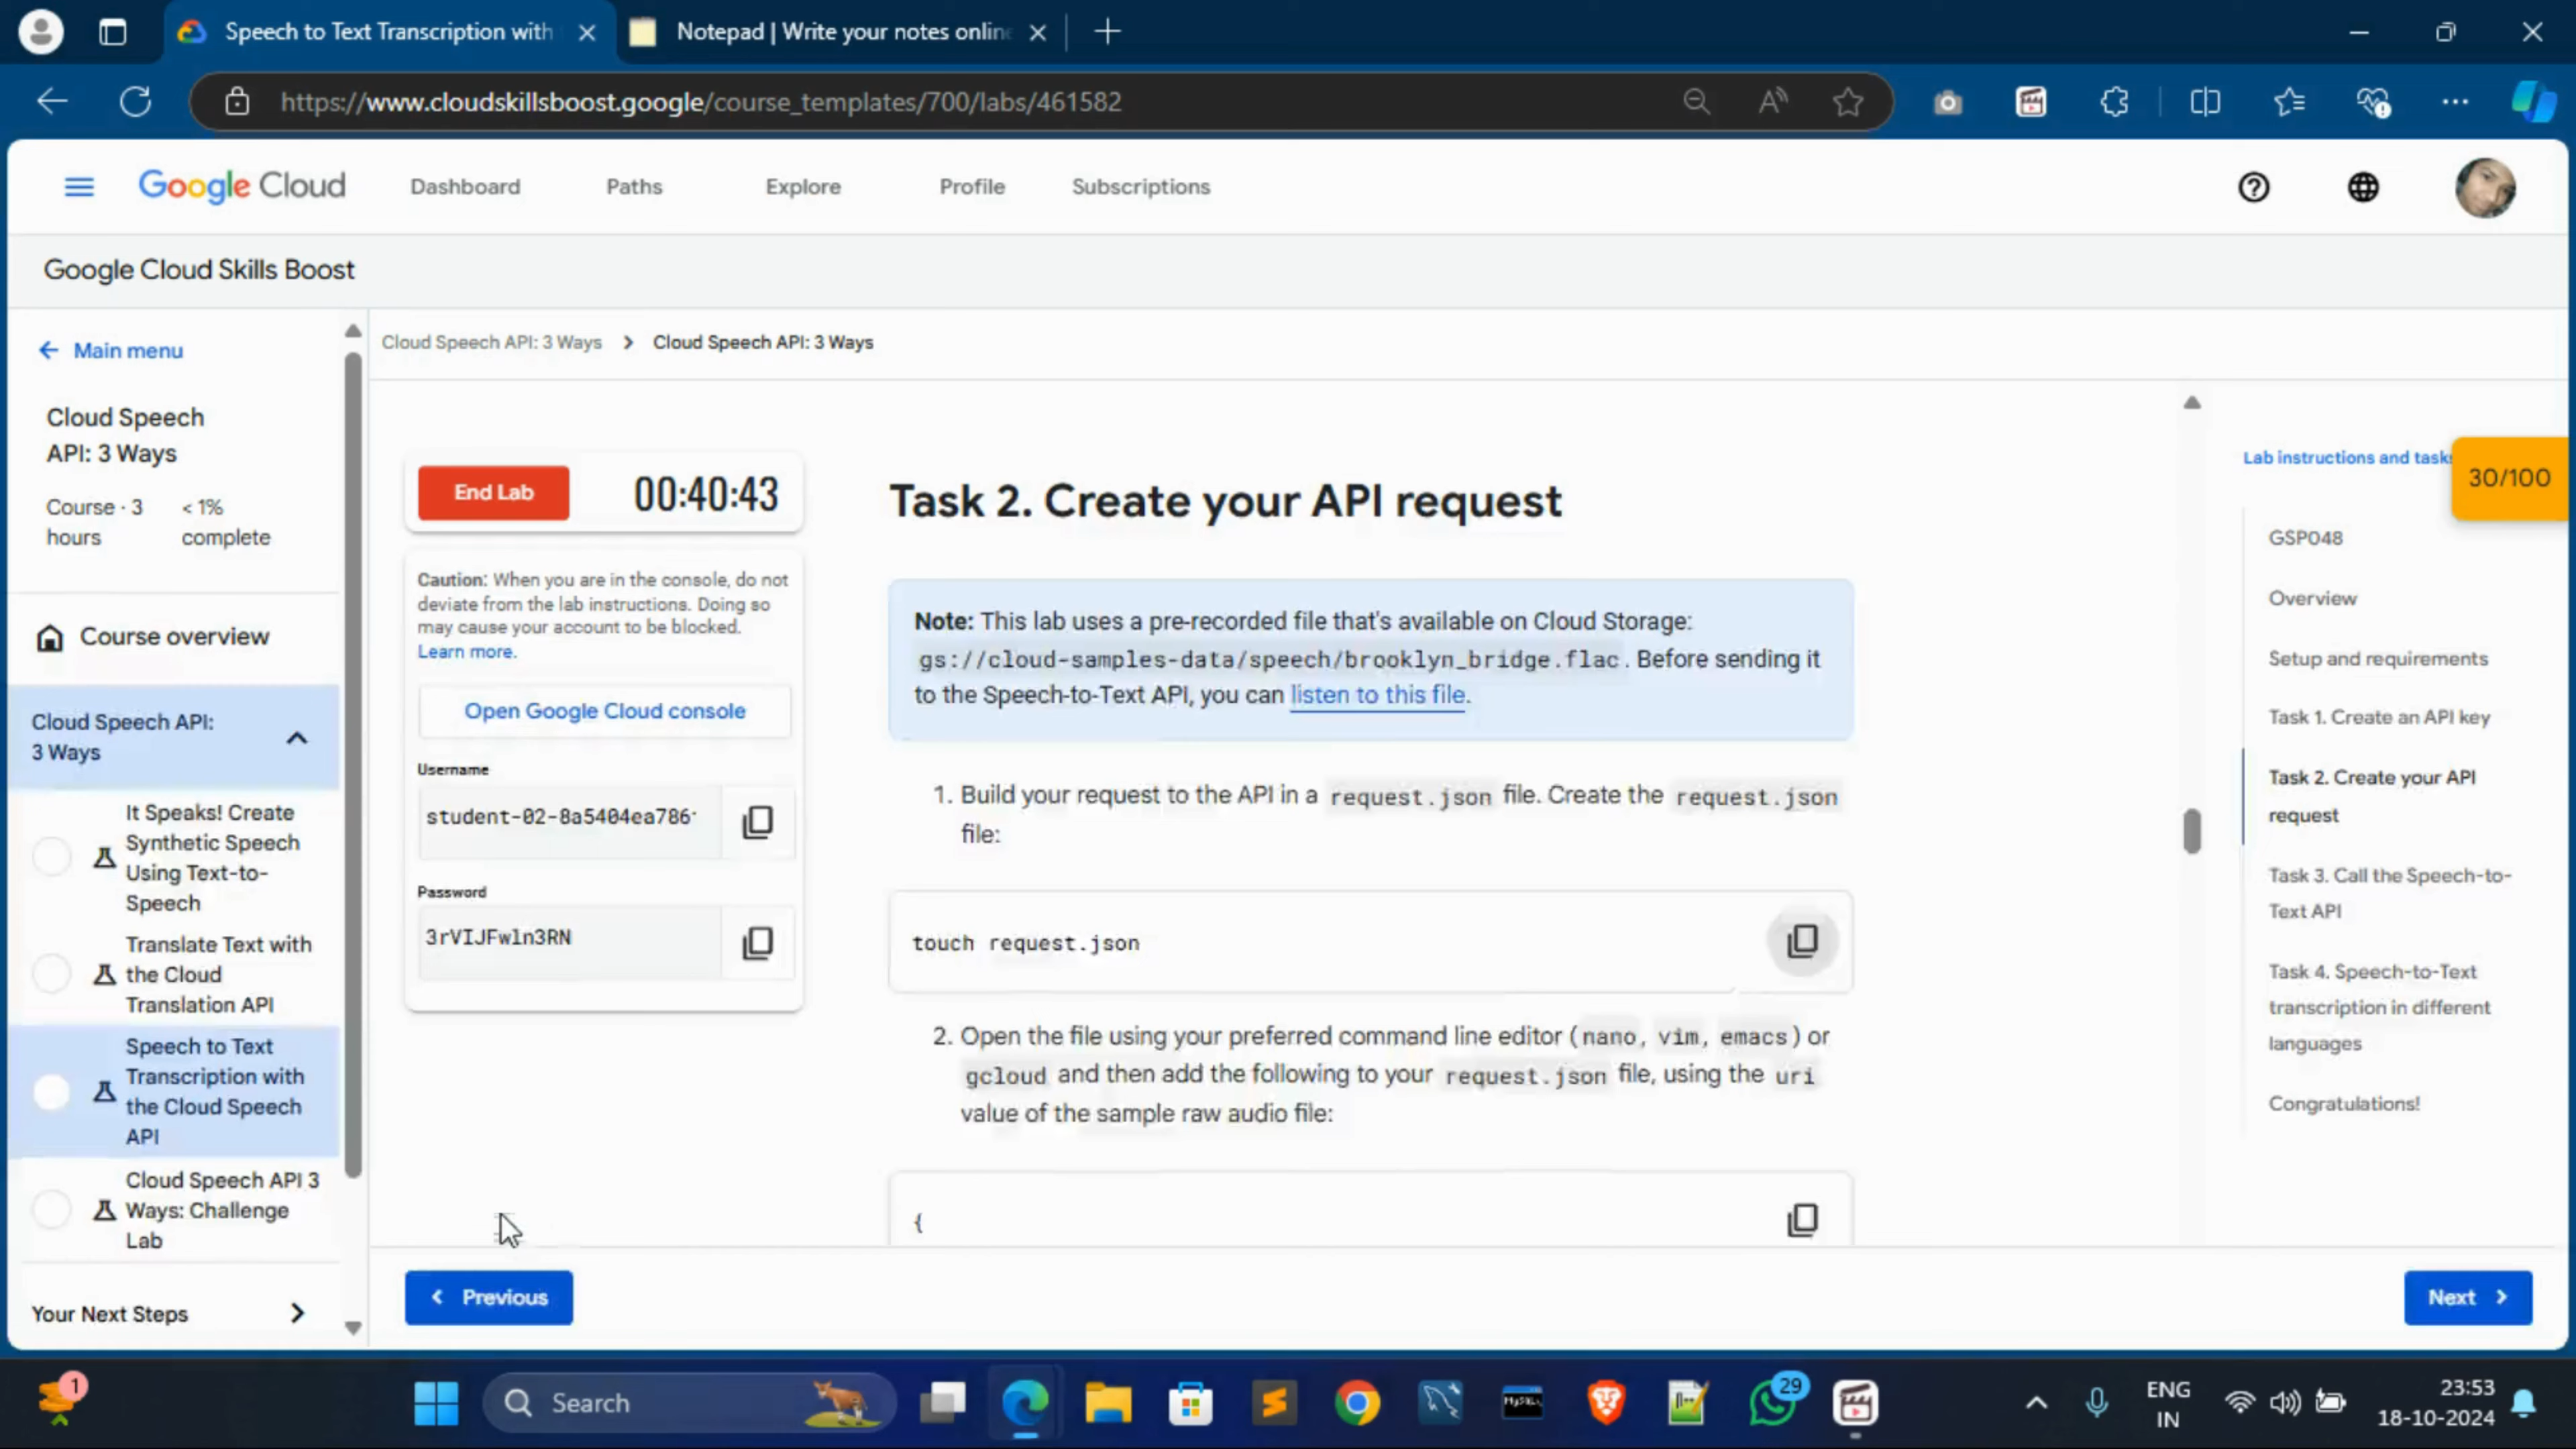 Speech to Text Transcription with
Notepad | Write your notes online
https://www.cloudskillsboost.google/course_templates/700/labs/461582
Google Cloud
Dashboard
Paths
Explore
Profile
Subscriptions
Google Cloud Skills Boost
Main menu
Cloud Speech
API: 3 Ways
Course · 3
hours
< 1%
complete
Course overview
Cloud Speech API:
3 Ways
It Speaks! Create
Synthetic Speech
Using Text-to-
Speech
Translate Text with
the Cloud
Translation API
Speech to Text
Transcription with
the Cloud Speech
API
Cloud Speech API 3
Ways: Challenge
Lab
Your Next Steps
Cloud Speech API: 3 Ways > Cloud Speech API: 3 Ways
End Lab
00:40:43
Caution: When you are in the console, do not
deviate from the lab instructions. Doing so
may cause your account to be blocked.
Learn more.
Open Google Cloud console
Username
student-02-8a5404ea786
Password
3rVIJFwln3RN
Task 2. Create your API request
Note: This lab uses a pre-recorded file that's available on Cloud Storage:
gs://cloud-samples-data/speech/brooklyn_bridge.flac. Before sending it
to the Speech-to-Text API, you can listen to this file.
1. Build your request to the API in a request.json file. Create the request.json
file:
touch request.json
2. Open the file using your preferred command line editor (nano, vim, emacs) or
gcloud and then add the following to your request.json file, using the uri
value of the sample raw audio file:
{
Lab instructions and tasks
30/100
GSP048
Overview
Setup and requirements
Task 1. Create an API key
Task 2. Create your API
request
Task 3. Call the Speech-to-
Text API
Task 4. Speech-to-Text
transcription in different
languages
Congratulations!
Previous
Next
1
Search
MySQL
29
ENG
IN
23:53
18-10-2024